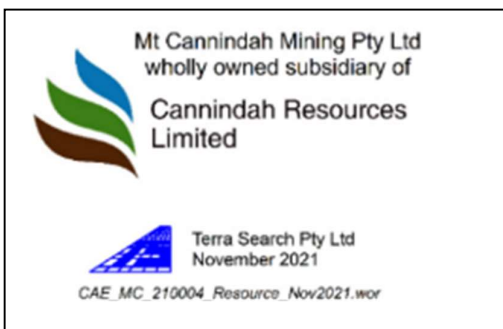 Mt Cannindah Mining Pty Ltd
wholly owned subsidiary of
Cannindah Resources
Limited
Terra Search Pty Ltd
November 2021
CAE_MC_210004_Resource_Nov2021.wor